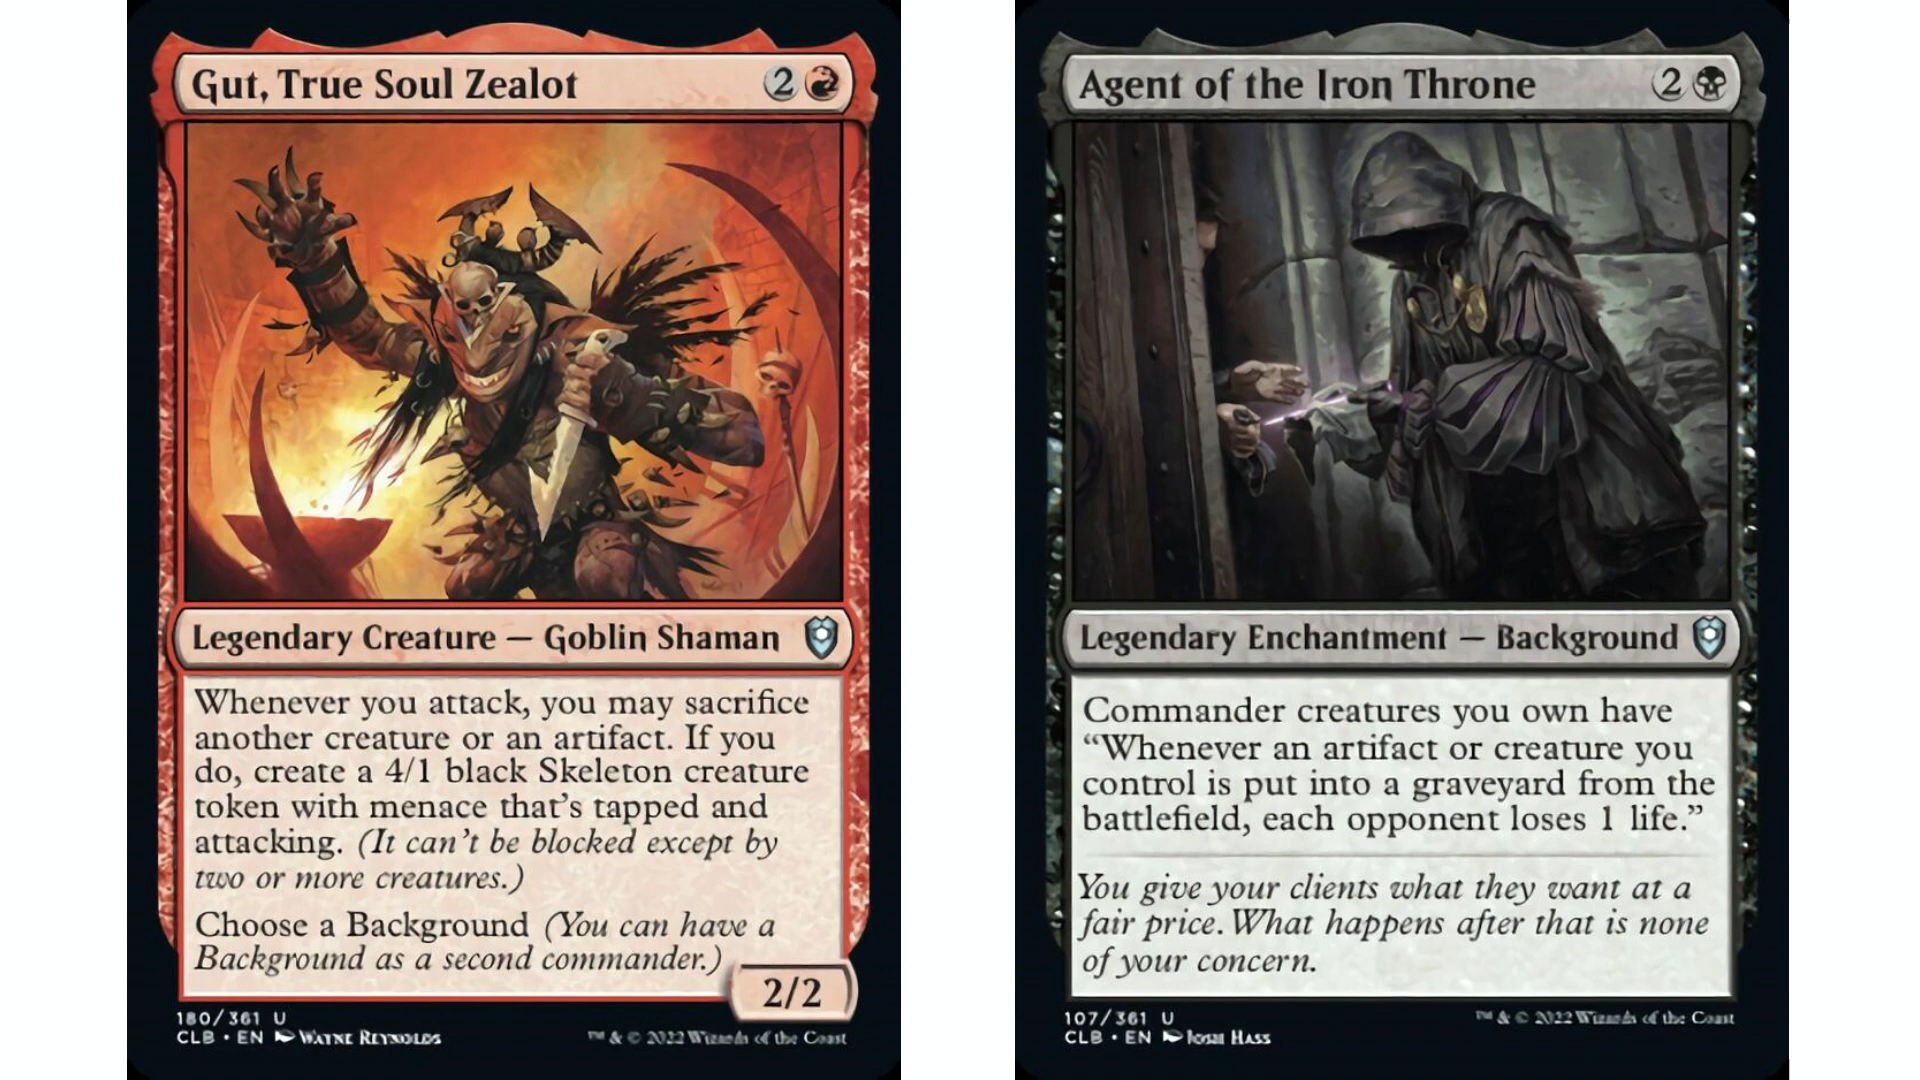 Gut, True Soul Zealot 2
Legendary Creature — Goblin Shaman
Whenever you attack, you may sacrifice
another creature or an artifact. If you
do, create a 4/1 black Skeleton creature
token with menace that's tapped and
attacking. (It can't be blocked except by
two or more creatures.)
Choose a Background (You can have a
Background as a second commander.)
2/2
180/361 U
CLB • EN Wayne Reynolds
™ & © 2022 Wizards of the Coast
Agent of the Iron Throne 2
Legendary Enchantment — Background
Commander creatures you own have
“Whenever an artifact or creature you
control is put into a graveyard from the
battlefield, each opponent loses 1 life.”
You give your clients what they want at a
fair price. What happens after that is none
of your concern.
107/361 U
CLB • EN Josh Hass
™ & © 2022 Wizards of the Coast